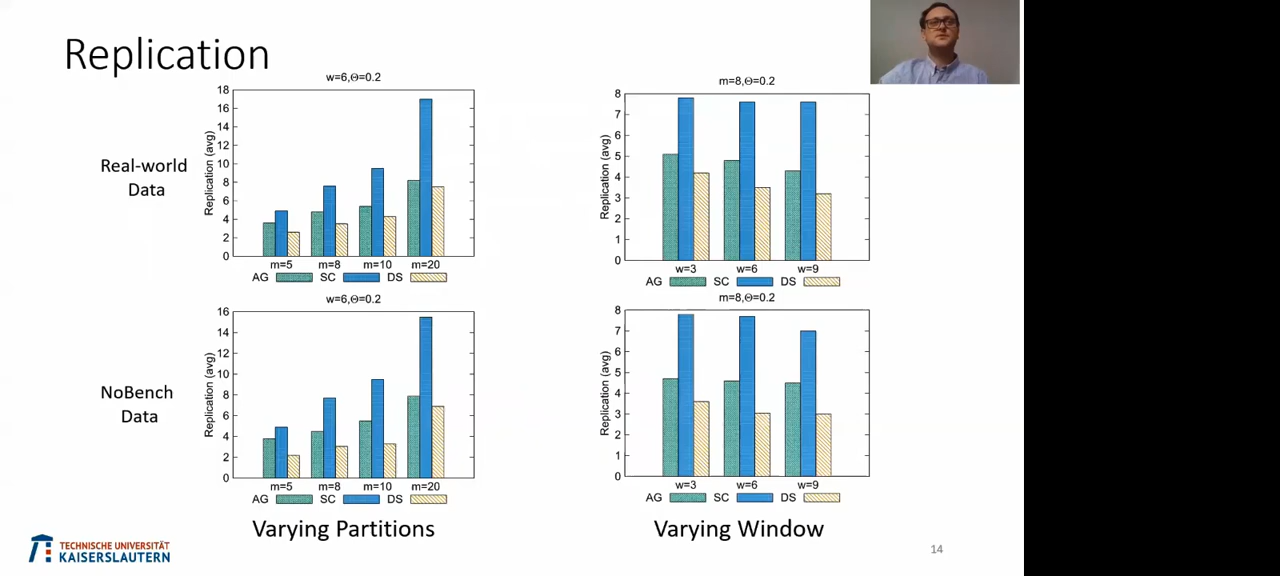 Replication
w=6,Θ=0.2
18
16
14
12
10
8
6
4
2
0
Replication (avg)
m=5 m=8 m=10 m=20
AG SC DS
Real-world
Data
m=8,Θ=0.2
8
7
6
5
4
3
2
1
0
Replication (avg)
w=3 w=6 w=9
AG SC DS
w=6,Θ=0.2
16
14
12
10
8
6
4
2
0
Replication (avg)
m=5 m=8 m=10 m=20
AG SC DS
NoBench
Data
m=8,Θ=0.2
8
7
6
5
4
3
2
1
0
Replication (avg)
w=3 w=6 w=9
AG SC DS
Varying Partitions
Varying Window
TECHNISCHE UNIVERSITÄT
KAISERSLAUTERN
14